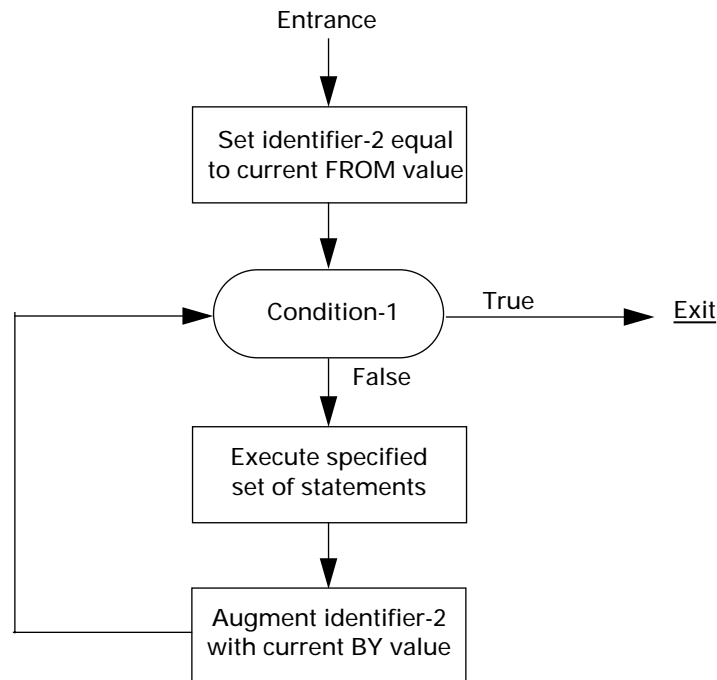 Entrance
Set identifier-2 equal
to current FROM value
Condition-1
True
Exit
False
Execute specified
set of statements
Augment identifier-2
with current BY value